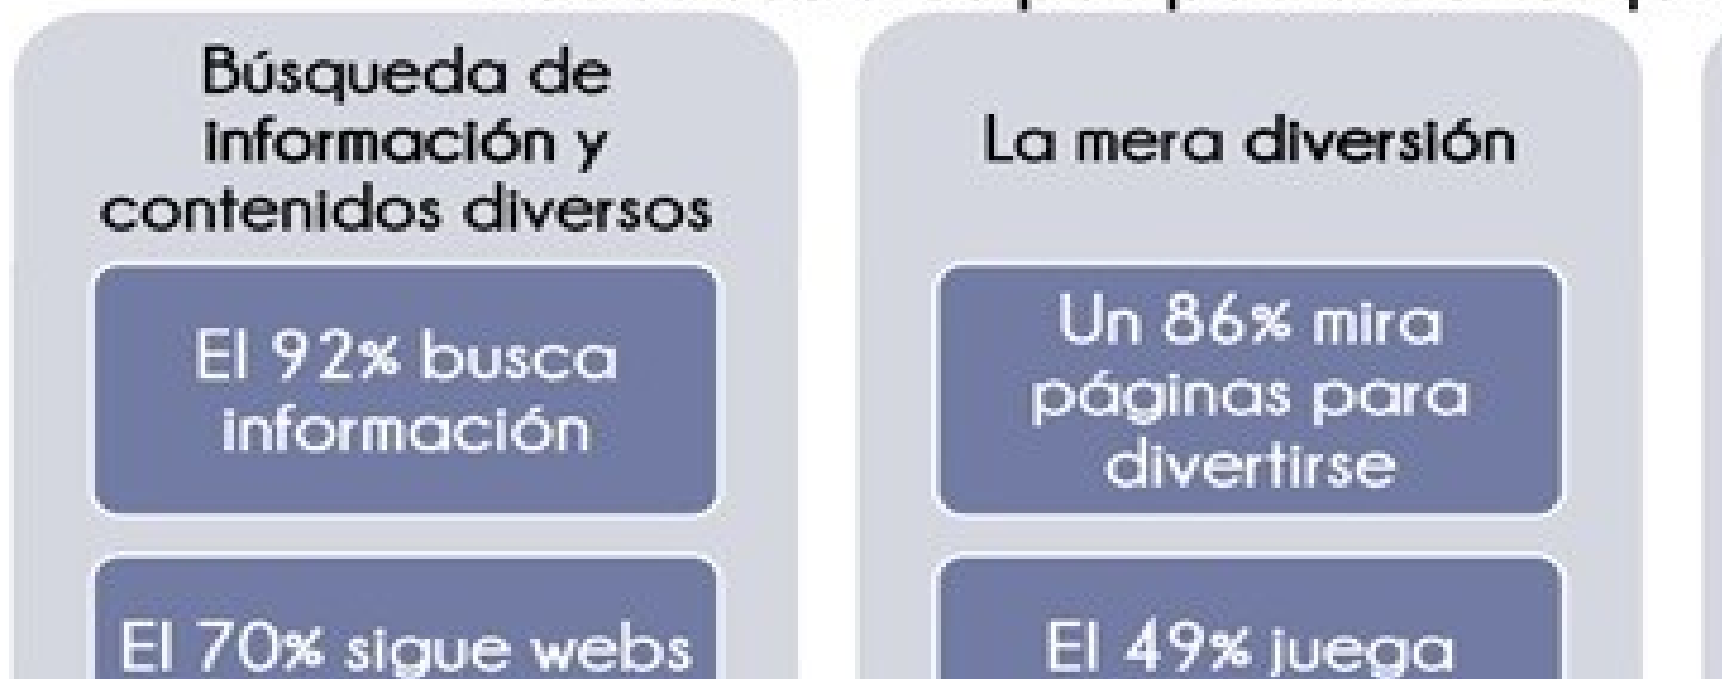 Búsqueda de
información y
contenidos diversos
El 92% busca
información
El 70% sigue webs
La mera diversión
Un 86% mira
páginas para
divertirse
El 49% juega